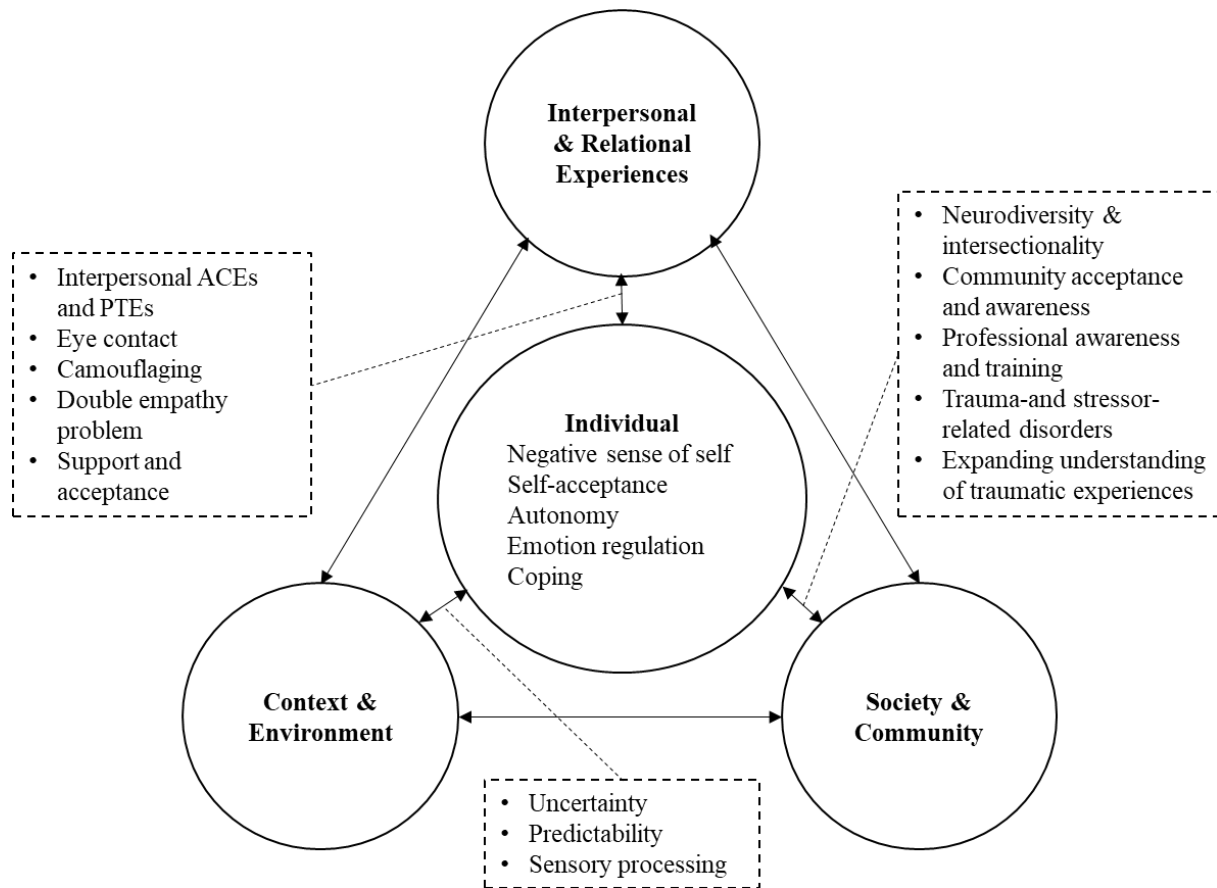 Interpersonal
& Relational
Experiences
• Interpersonal ACEs
and PTEs
• Eye contact
• Camouflaging
• Double empathy
problem
• Support and
acceptance
• Neurodiversity &
intersectionality
• Community acceptance
and awareness
• Professional awareness
and training
• Trauma-and stressor-
related disorders
• Expanding understanding
of traumatic experiences
Individual
Negative sense of self
Self-acceptance
Autonomy
Emotion regulation
Coping
Context &
Environment
Society &
Community
• Uncertainty
• Predictability
• Sensory processing